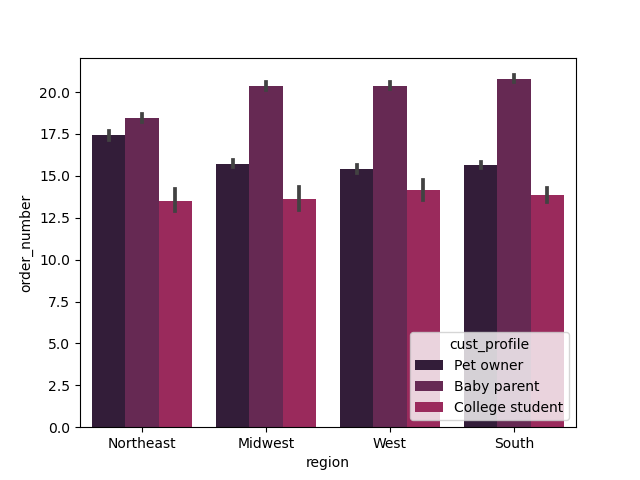 order_number
20.0
17.5
15.0
12.5
10.0
7.5
5.0
2.5
0.0
cust_profile
Pet owner
Baby parent
College student
Northeast Midwest West South
region